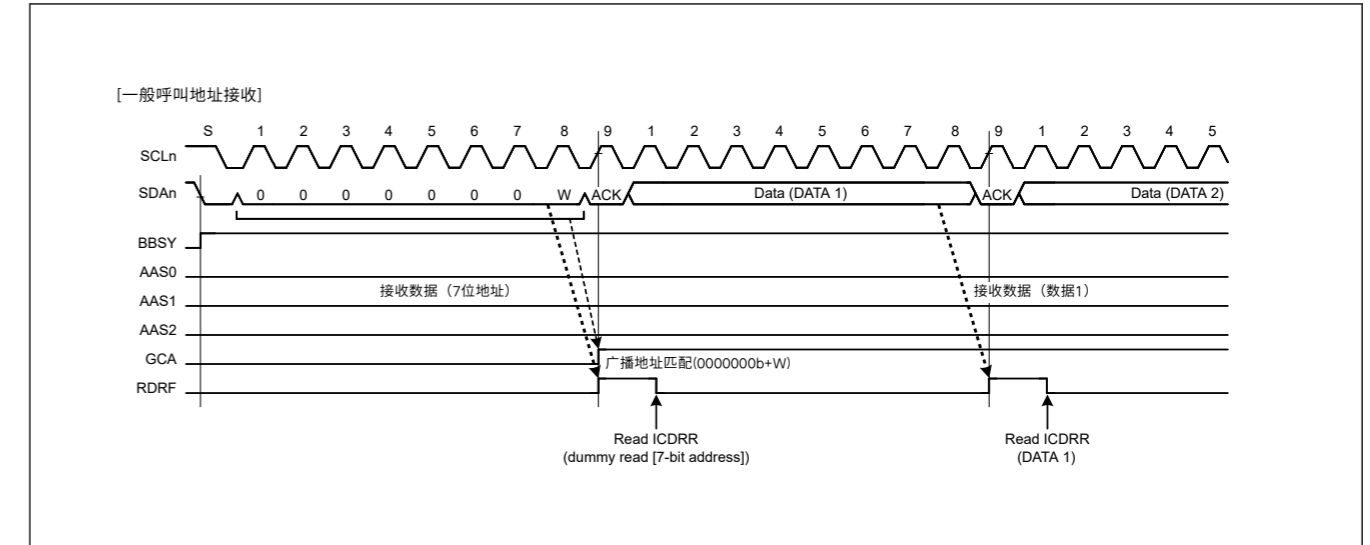 [一般呼叫地址接收]
S 1 2 3 4 5 6 7 8 9 1 2 3 4 5 6 7 8 9 1 2 3 4 5
SCLn
SDAn 0 0 0 0 0 0 0 W ACK Data (DATA 1) ACK Data (DATA 2)
BBSY
AAS0
接收数据（7位地址） 接收数据（数据1）
AAS1
AAS2
GCA 广播地址匹配(0000000b+W)
RDRF
Read ICDRR Read ICDRR
(dummy read [7-bit address]) (DATA 1)